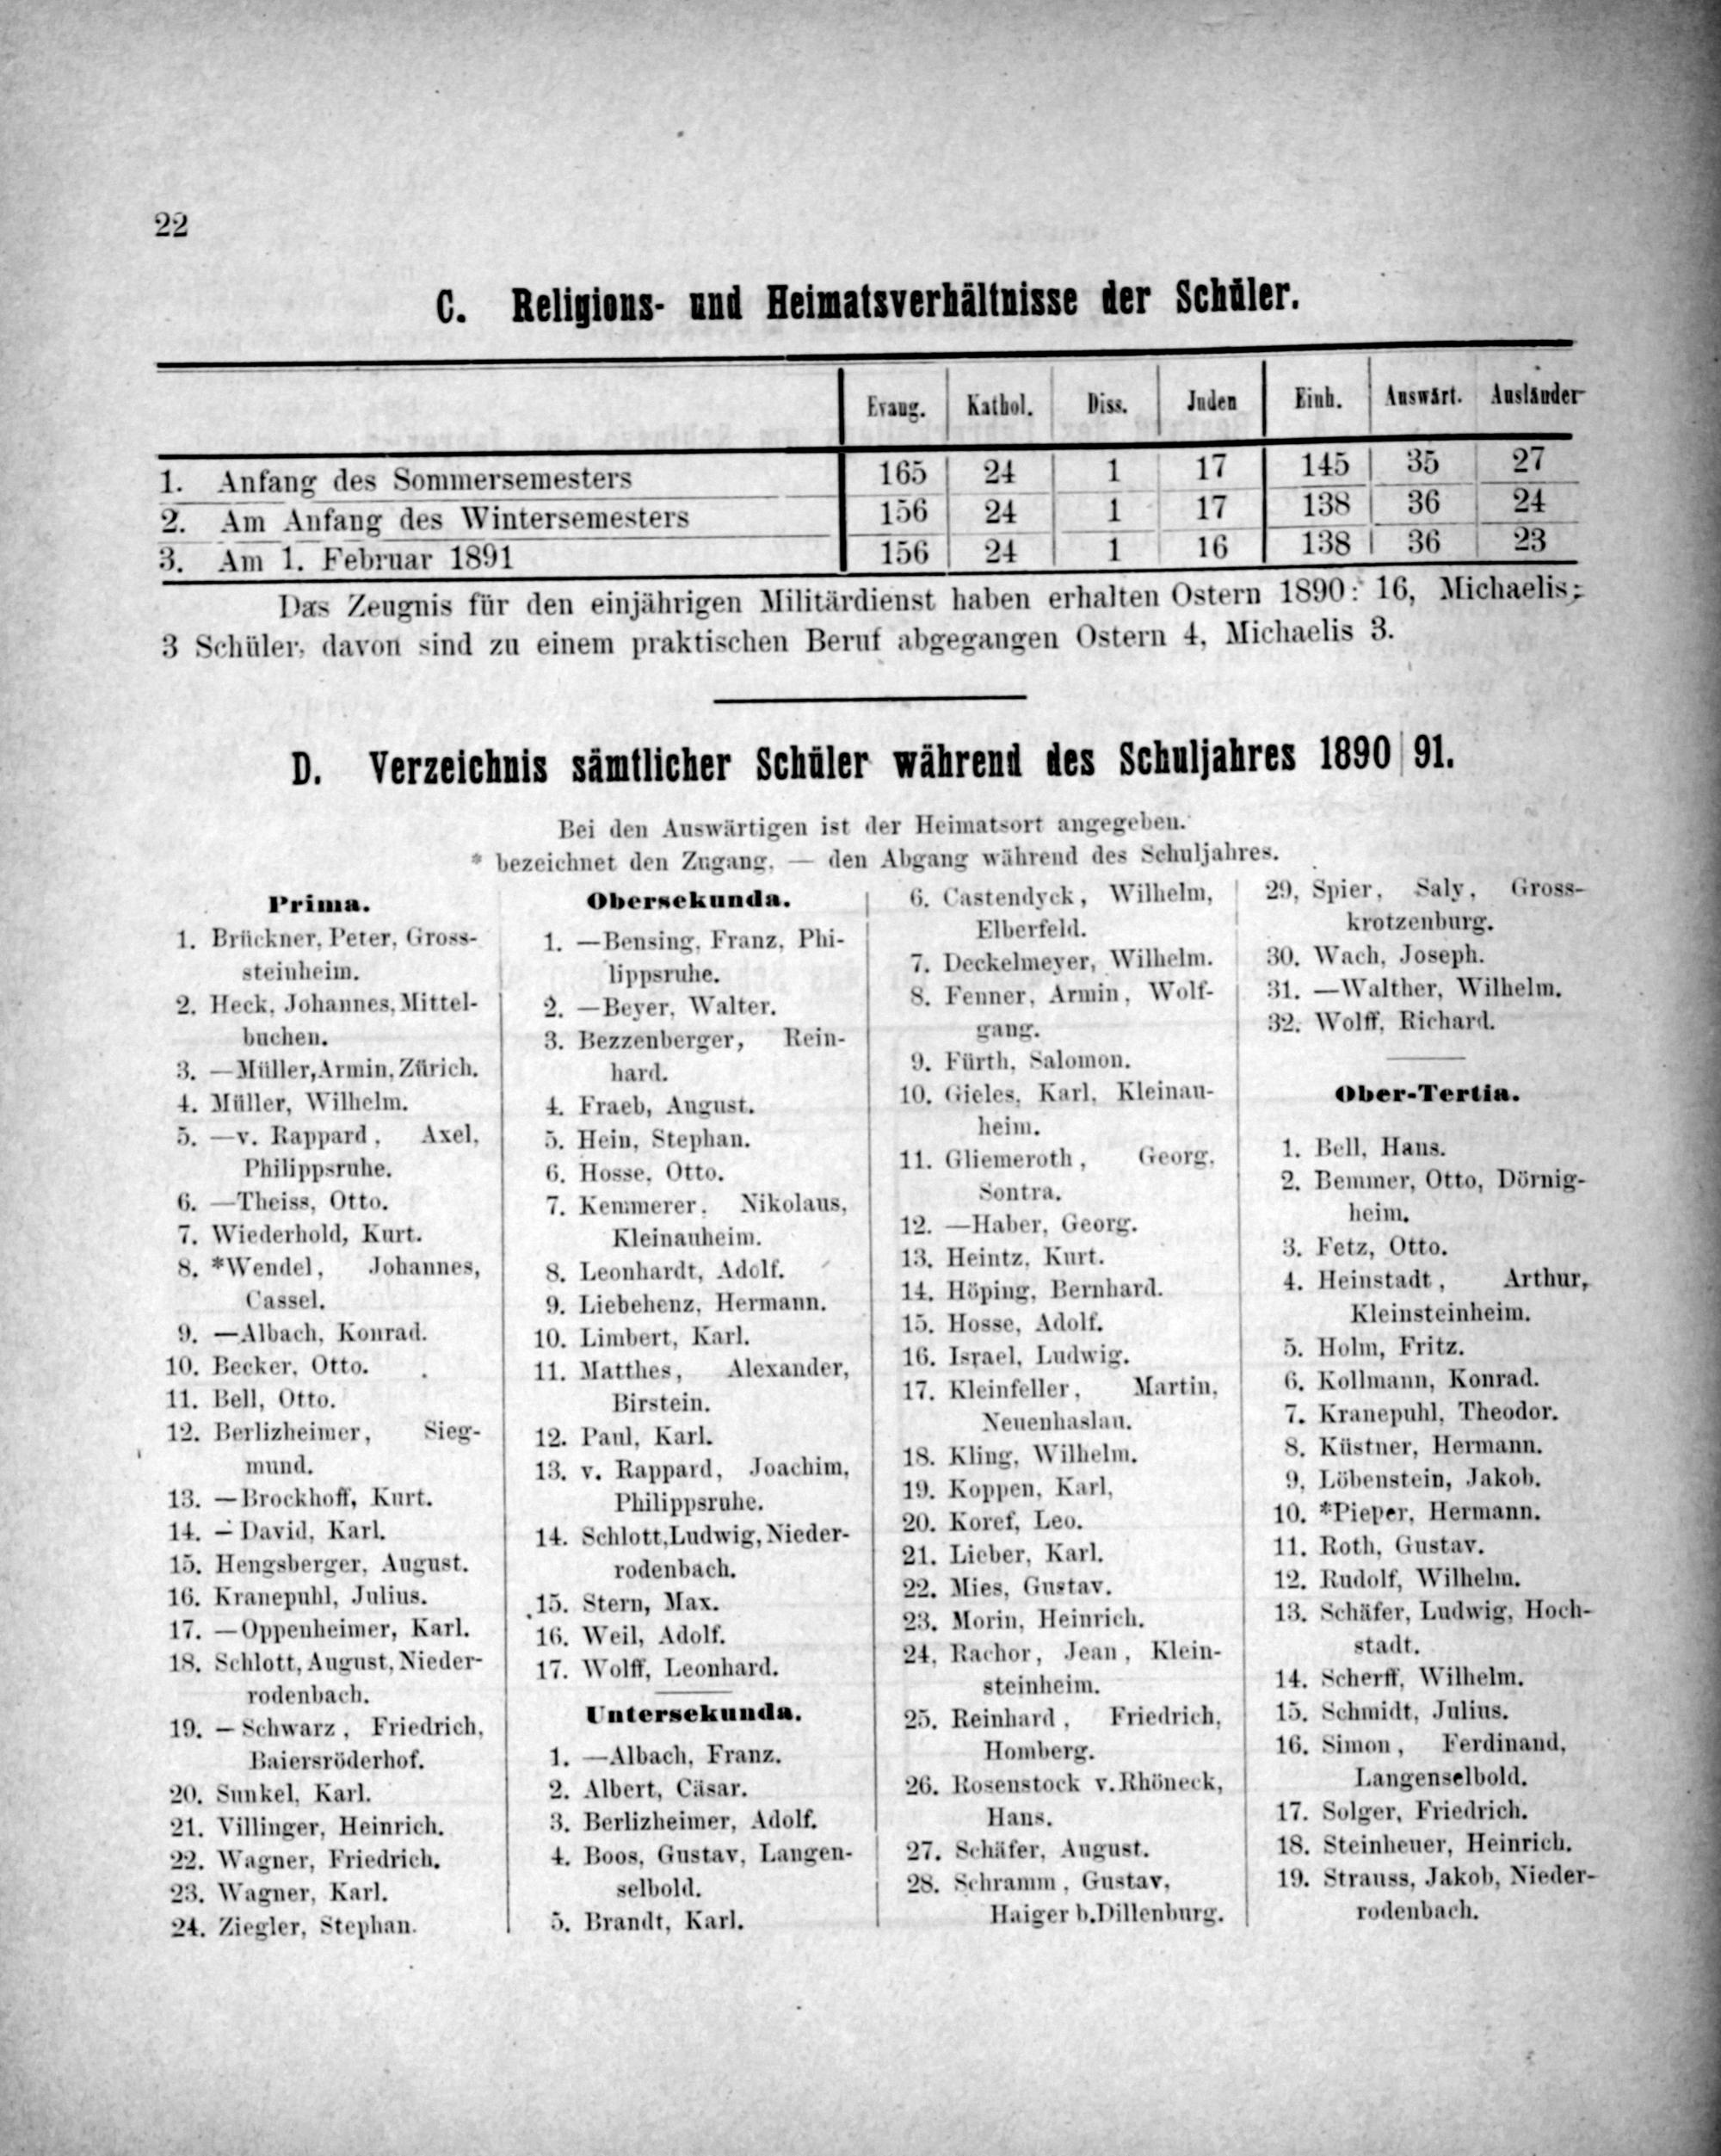 22
C. Religions- und Heimatsverhältnisse der Schüler.
Evang. Kathol. Diss. Juden Einh. Auswärt. Ausländer
1. Anfang des Sommersemesters 165 24 1 17 145 35 27
2. Am Anfang des Wintersemesters 156 24 1 17 138 36 24
3. Am 1. Februar 1891 156 24 1 16 138 36 23
Das Zeugnis für den einjährigen Militärdienst haben erhalten Ostern 1890: 16, Michaelis;
3 Schüler, davon sind zu einem praktischen Beruf abgegangen Ostern 4, Michaelis 3.
D. Verzeichnis sämtlicher Schüler während des Schuljahres 1890|91.
Bei den Auswärtigen ist der Heimatsort angegeben.
* bezeichnet den Zugang, — den Abgang während des Schuljahres.
Prima.
1. Brückner, Peter, Gross-
steinheim.
2. Heck, Johannes, Mittel-
buchen.
3. —Müller, Armin, Zürich.
4. Müller, Wilhelm.
5. —v. Rappard, Axel,
Philippsruhe.
6. —Theiss, Otto.
7. Wiederhold, Kurt.
8. *Wendel, Johannes,
Cassel.
9. —Albach, Konrad.
10. Becker, Otto.
11. Bell, Otto.
12. Berlizheimer, Sieg-
mund.
13. —Brockhoff, Kurt.
14. —David, Karl.
15. Hengsberger, August.
16. Kranepuhl, Julius.
17. —Oppenheimer, Karl.
18. Schlott, August, Nieder-
rodenbach.
19. —Schwarz, Friedrich,
Baiersröderhof.
20. Sunkel, Karl.
21. Villinger, Heinrich.
22. Wagner, Friedrich.
23. Wagner, Karl.
24. Ziegler, Stephan.
Obersekunda.
1. —Bensing, Franz, Phi-
lippsruhe.
2. —Beyer, Walter.
3. Bezzenberger, Rein-
hard.
4. Fraeb, August.
5. Hein, Stephan.
6. Hosse, Otto.
7. Kemmerer, Nikolaus,
Kleinauheim.
8. Leonhardt, Adolf.
9. Liebehenz, Hermann.
10. Limbert, Karl.
11. Matthes, Alexander,
Birstein.
12. Paul, Karl.
13. v. Rappard, Joachim,
Philippsruhe.
14. Schlott, Ludwig, Nieder-
rodenbach.
15. Stern, Max.
16. Weil, Adolf.
17. Wolff, Leonhard.
Untersekunda.
1. —Albach, Franz.
2. Albert, Cäsar.
3. Berlizheimer, Adolf.
4. Boos, Gustav, Langen-
selbold.
5. Brandt, Karl.
6. Castendyck, Wilhelm,
Elberfeld.
7. Deckelmeyer, Wilhelm.
8. Fenner, Armin, Wolf-
gang.
9. Fürth, Salomon.
10. Gieles, Karl, Kleinau-
heim.
11. Gliemeroth, Georg,
Sontra.
12. —Haber, Georg.
13. Heintz, Kurt.
14. Höping, Bernhard.
15. Hosse, Adolf.
16. Israel, Ludwig.
17. Kleinfeller, Martin,
Neuenhaslau.
18. Kling, Wilhelm.
19. Koppen, Karl,
20. Koref, Leo.
21. Lieber, Karl.
22. Mies, Gustav.
23. Morin, Heinrich.
24, Rachor, Jean, Klein-
steinheim.
25. Reinhard, Friedrich,
Homberg.
26. Rosenstock v. Rhöneck,
Hans.
27. Schäfer, August.
28. Schramm, Gustav,
Haiger b. Dillenburg.
29, Spier, Saly, Gross-
krotzenburg.
30. Wach, Joseph.
31. —Walther, Wilhelm.
32. Wolff, Richard.
Ober-Tertia.
1. Bell, Hans.
2. Bemmer, Otto, Dörnig-
heim.
3. Fetz, Otto.
4. Heinstadt, Arthur,
Kleinsteinheim.
5. Holm, Fritz.
6. Kollmann, Konrad.
7. Kranepuhl, Theodor.
8. Küstner, Hermann.
9, Löbenstein, Jakob.
10. *Pieper, Hermann.
11. Roth, Gustav.
12. Rudolf, Wilhelm.
13. Schäfer, Ludwig, Hoch-
stadt.
14. Scherff, Wilhelm.
15. Schmidt, Julius.
16. Simon, Ferdinand,
Langenselbold.
17. Solger, Friedrich.
18. Steinheuer, Heinrich.
19. Strauss, Jakob, Nieder-
rodenbach.